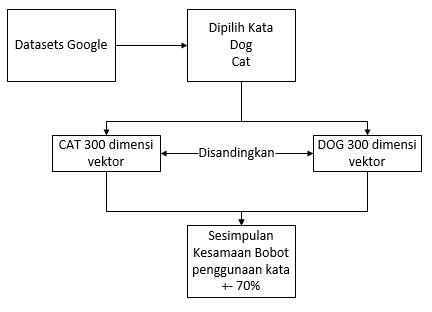 Datasets Google
Dipilih Kata
Dog
Cat
CAT 300 dimensi
vektor
Disandingkan
DOG 300 dimensi
vektor
Sesimpulan
Kesamaan Bobot
penggunaan kata
+- 70%